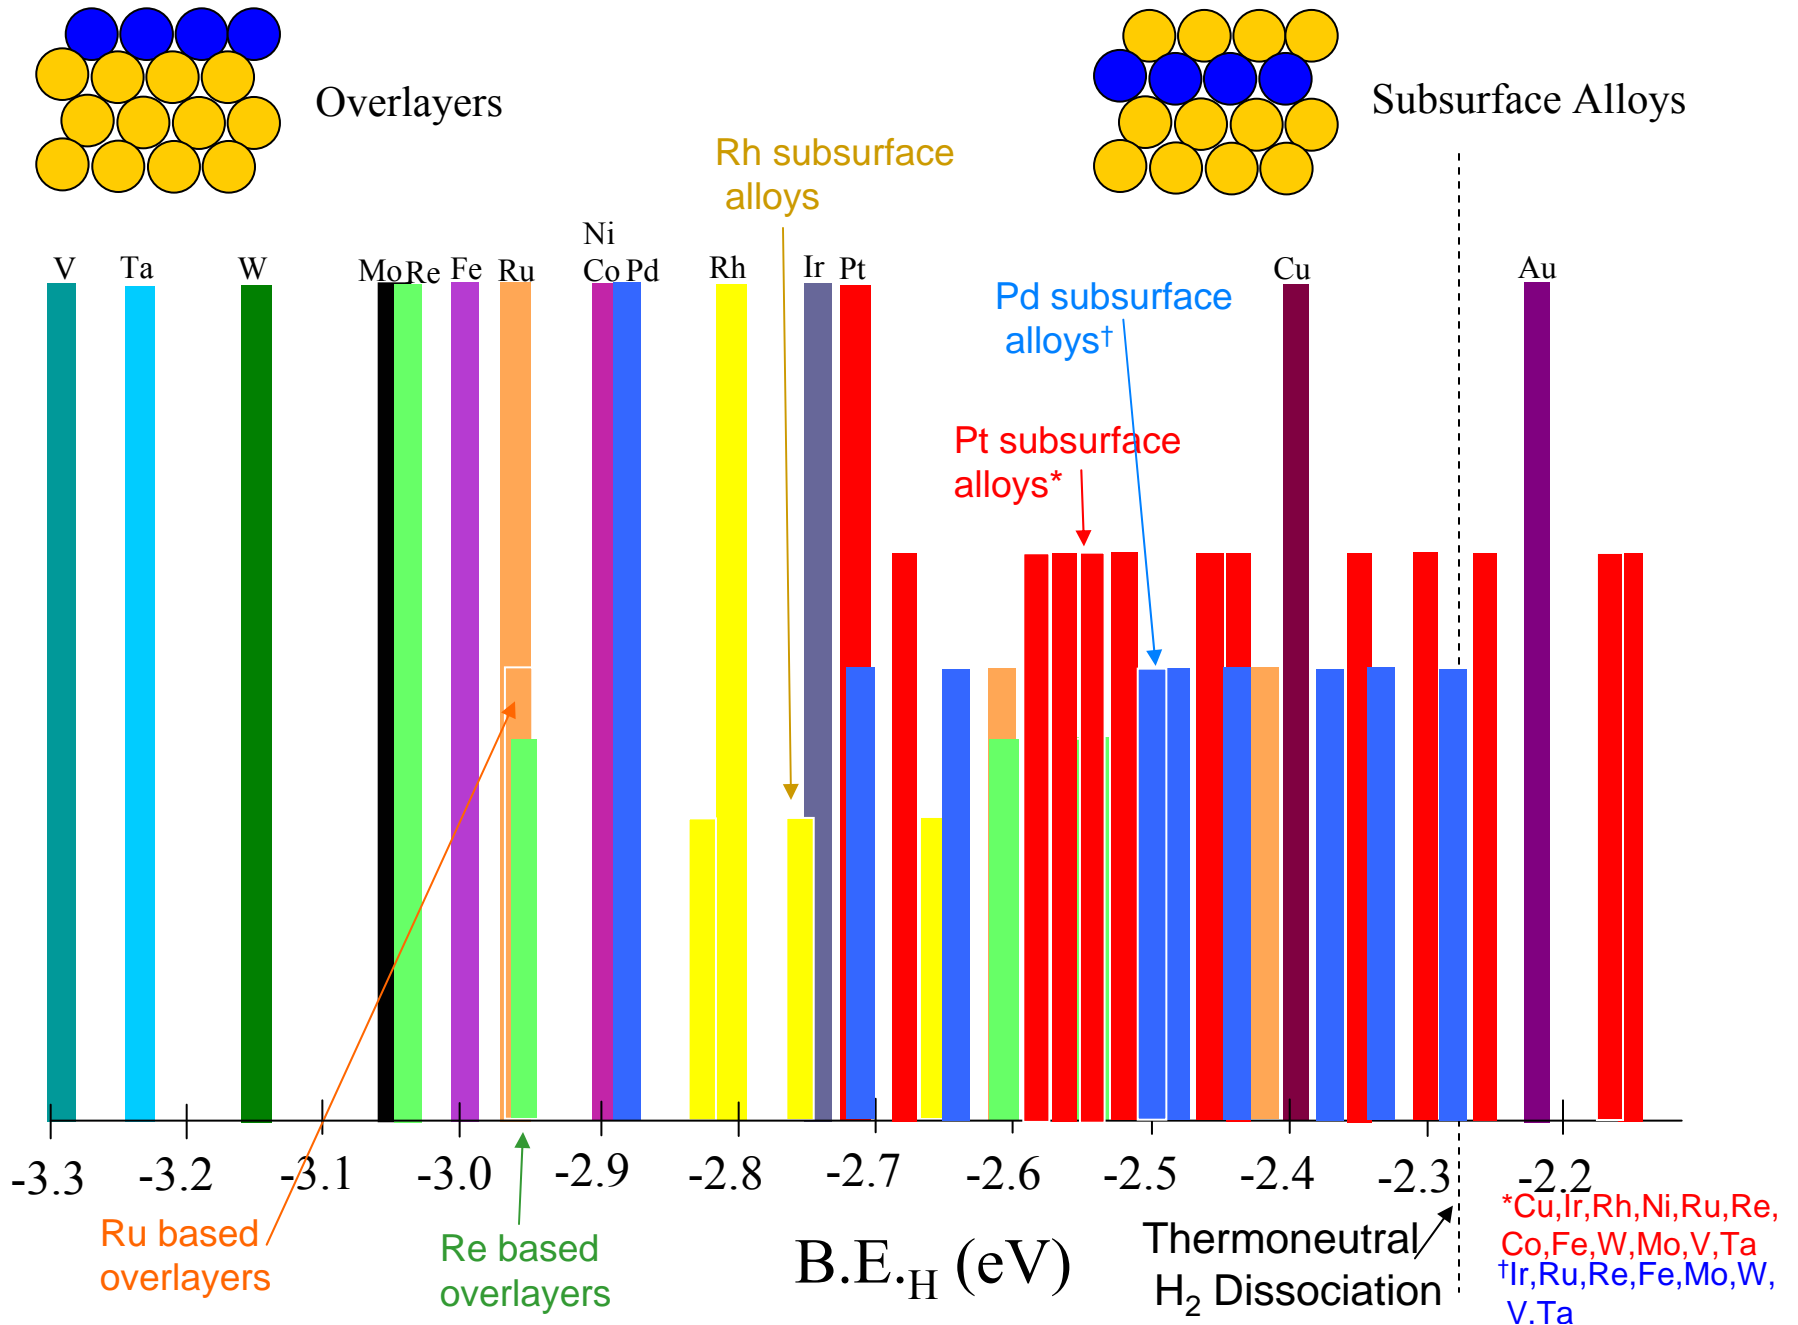 Overlayers
Subsurface Alloys
Rh subsurface
alloys
Ni
V Ta W Mo Re Fe Ru Co Pd Rh Ir Pt Cu Au
Pd subsurface
alloys†
Pt subsurface
alloys*
-3.3 -3.2 -3.1 -3.0 -2.9 -2.8 -2.7 -2.6 -2.5 -2.4 -2.3 -2.2
Ru based
overlayers
Re based
overlayers
B.E.H (eV)
Thermoneutral
H2 Dissociation
*Cu,Ir,Rh,Ni,Ru,Re,
Co,Fe,W,Mo,V,Ta
†Ir,Ru,Re,Fe,Mo,W,
V,Ta